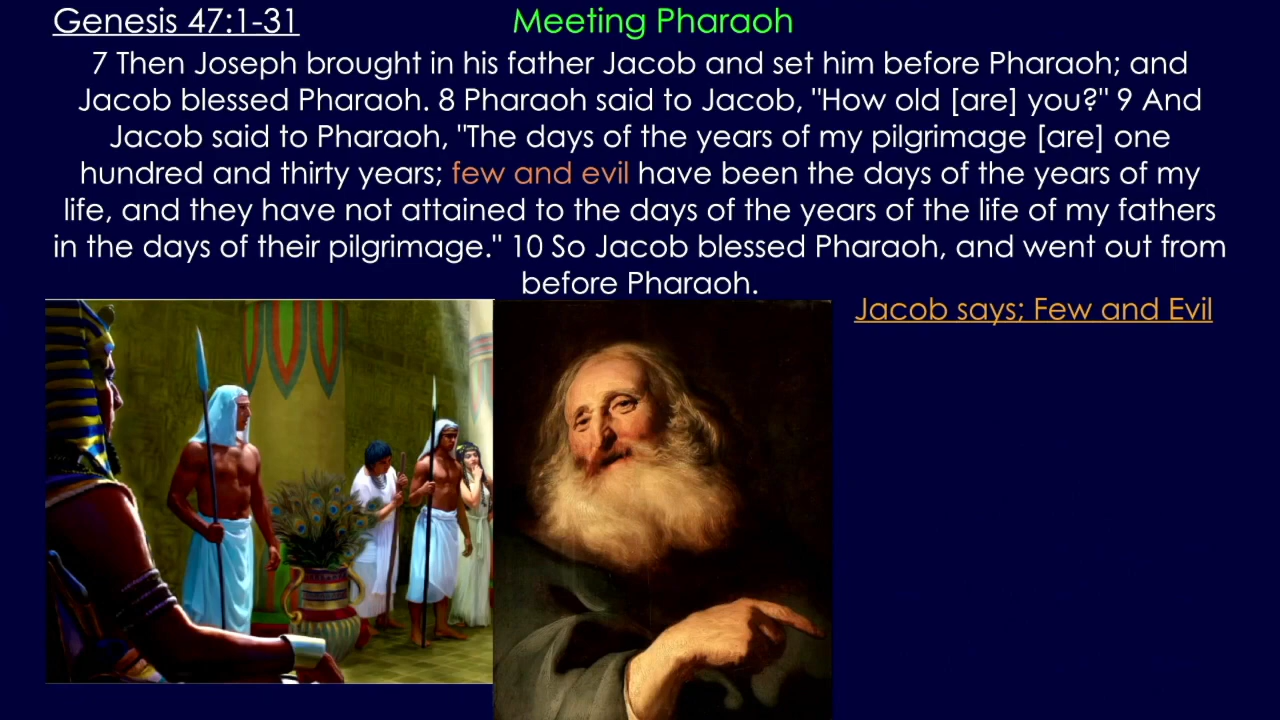 Genesis 47:1-31
Meeting Pharaoh
7 Then Joseph brought in his father Jacob and set him before Pharaoh; and
Jacob blessed Pharaoh. 8 Pharaoh said to Jacob, "How old [are] you?" 9 And
Jacob said to Pharaoh, "The days of the years of my pilgrimage [are] one
hundred and thirty years; few and evil have been the days of the years of my
life, and they have not attained to the days of the years of the life of my fathers
in the days of their pilgrimage." 10 So Jacob blessed Pharaoh, and went out from
before Pharaoh.
Jacob says; Few and Evil